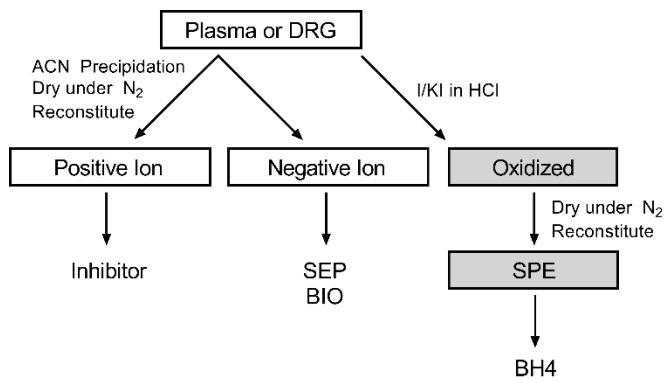 Plasma or DRG
ACN Precipidation
Dry under N2
Reconstitute
I/KI in HCl
Positive Ion
Negative Ion
Oxidized
Dry under N2
Reconstitute
Inhibitor
SEP
BIO
SPE
BH4